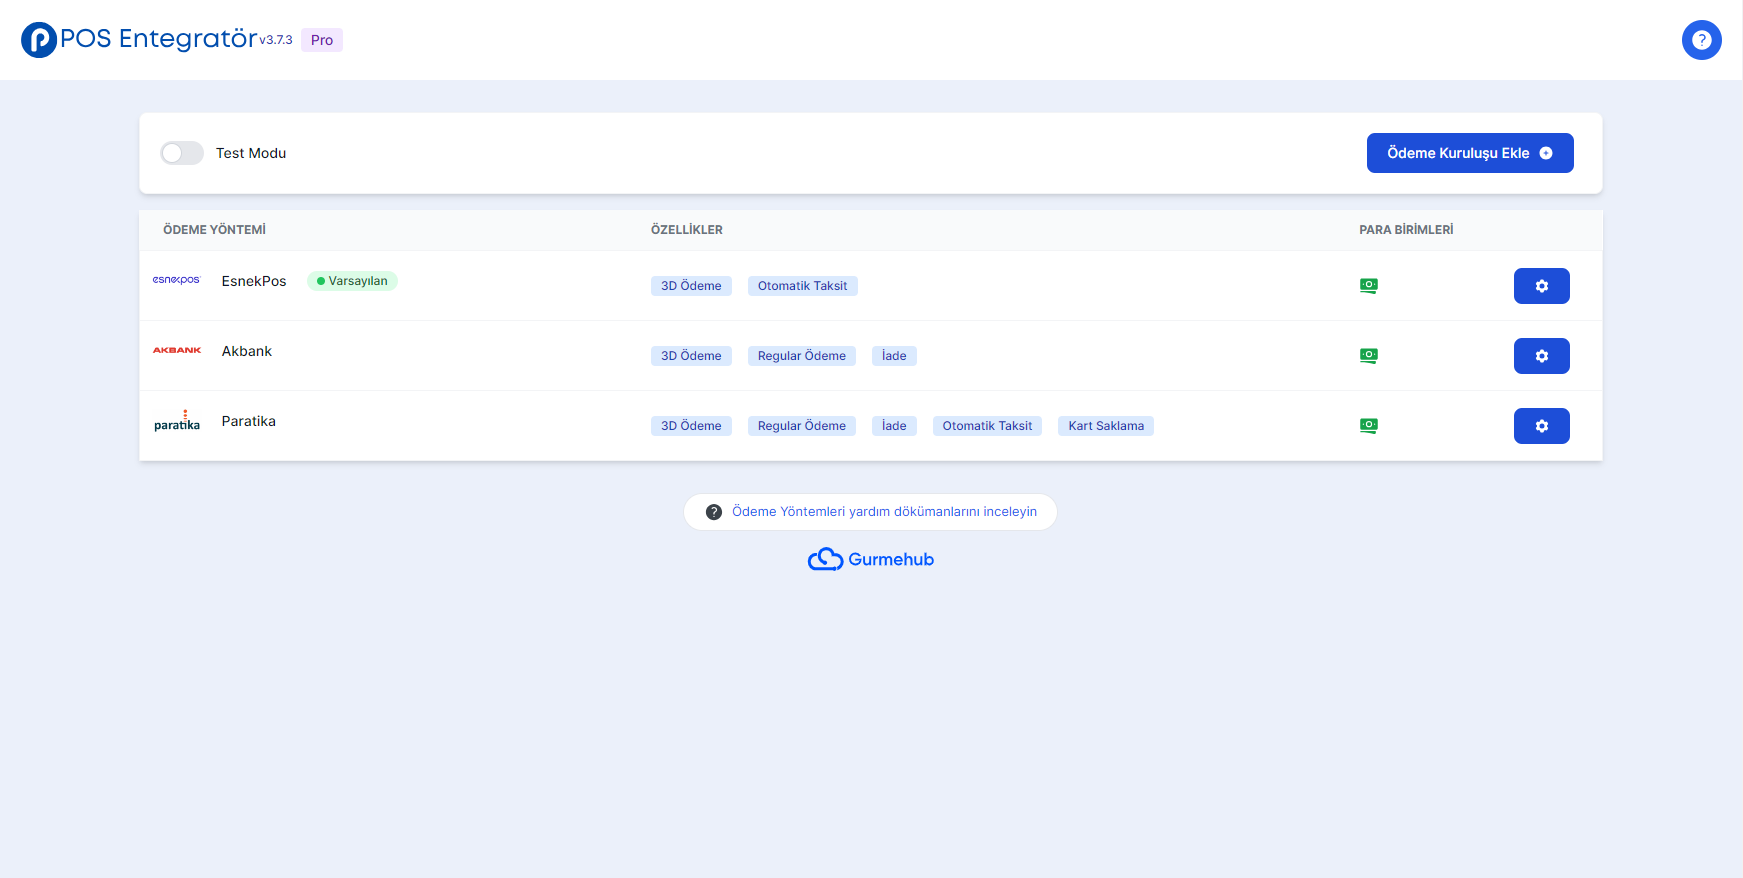 POS Entegratör v3.7.3 Pro
Test Modu
Ödeme Kuruluşu Ekle
ÖDEME YÖNTEMİ ÖZELLİKLER PARA BİRİMLERİ
esnekpos EsnekPos Varsayılan 3D Ödeme Otomatik Taksit
AKBANK Akbank 3D Ödeme Regular Ödeme İade
paratika Paratika 3D Ödeme Regular Ödeme İade Otomatik Taksit Kart Saklama
Ödeme Yöntemleri yardım dökümanlarını inceleyin
Gurmehub